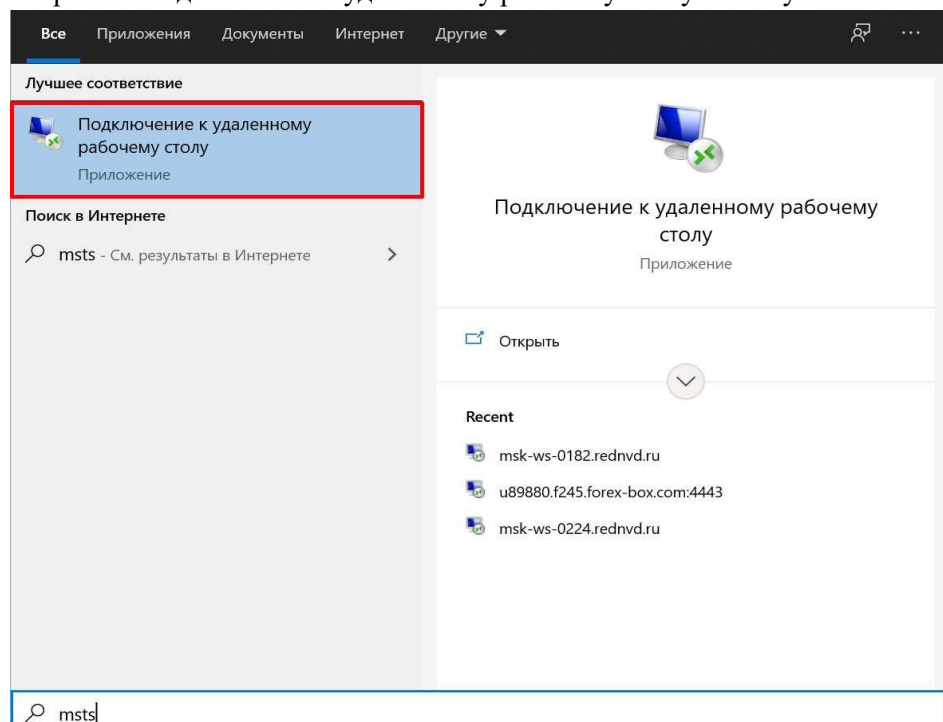 Все Приложения Документы Интернет Другие
Лучшее соответствие
Подключение к удаленному
рабочему столу
Приложение
Поиск в Интернете
msts - См. результаты в Интернете
Подключение к удаленному рабочему
столу
Приложение
Открыть
Recent
msk-ws-0182.rednvd.ru
u89880.f245.forex-box.com:4443
msk-ws-0224.rednvd.ru
msts